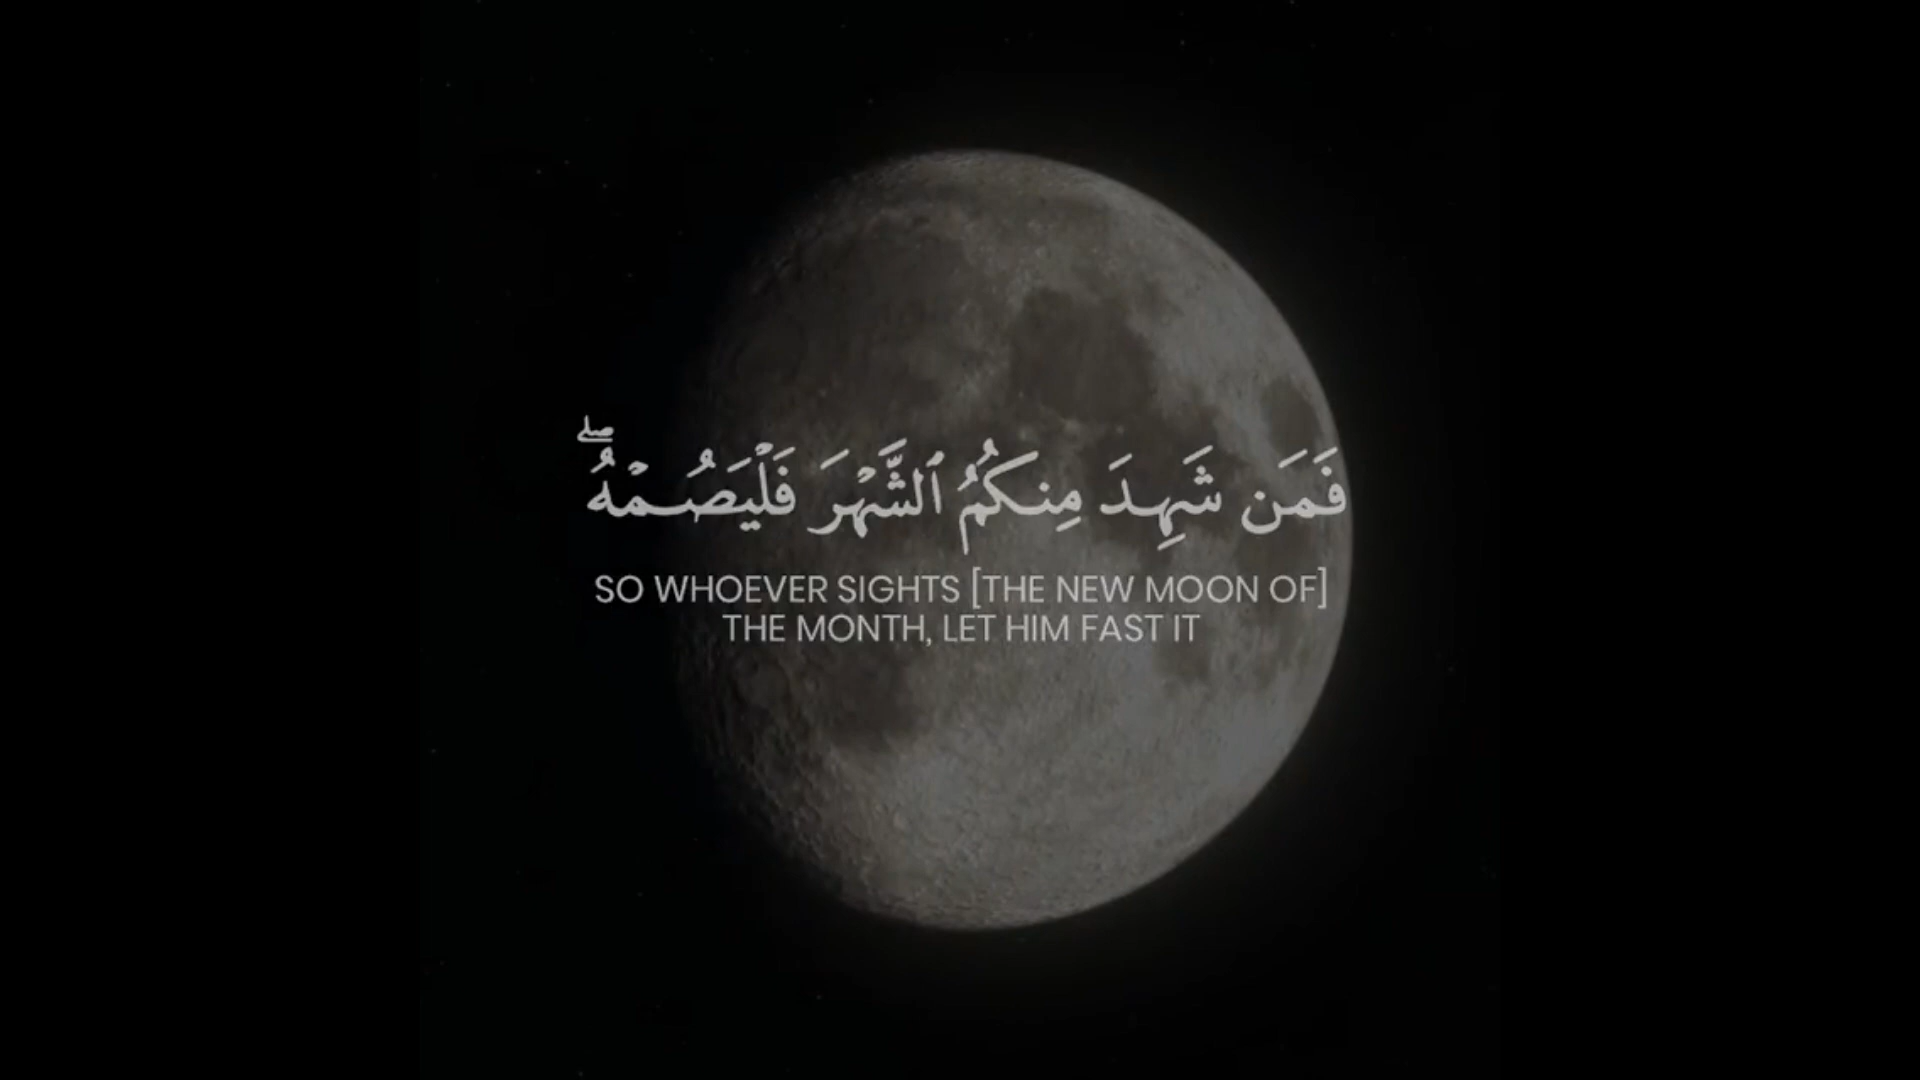 فَمَن شَهِدَ مِنكُمُ ٱلشَّهۡرَ فَلۡيَصُمۡهُۖ
SO WHOEVER SIGHTS [THE NEW MOON OF]
THE MONTH, LET HIM FAST IT